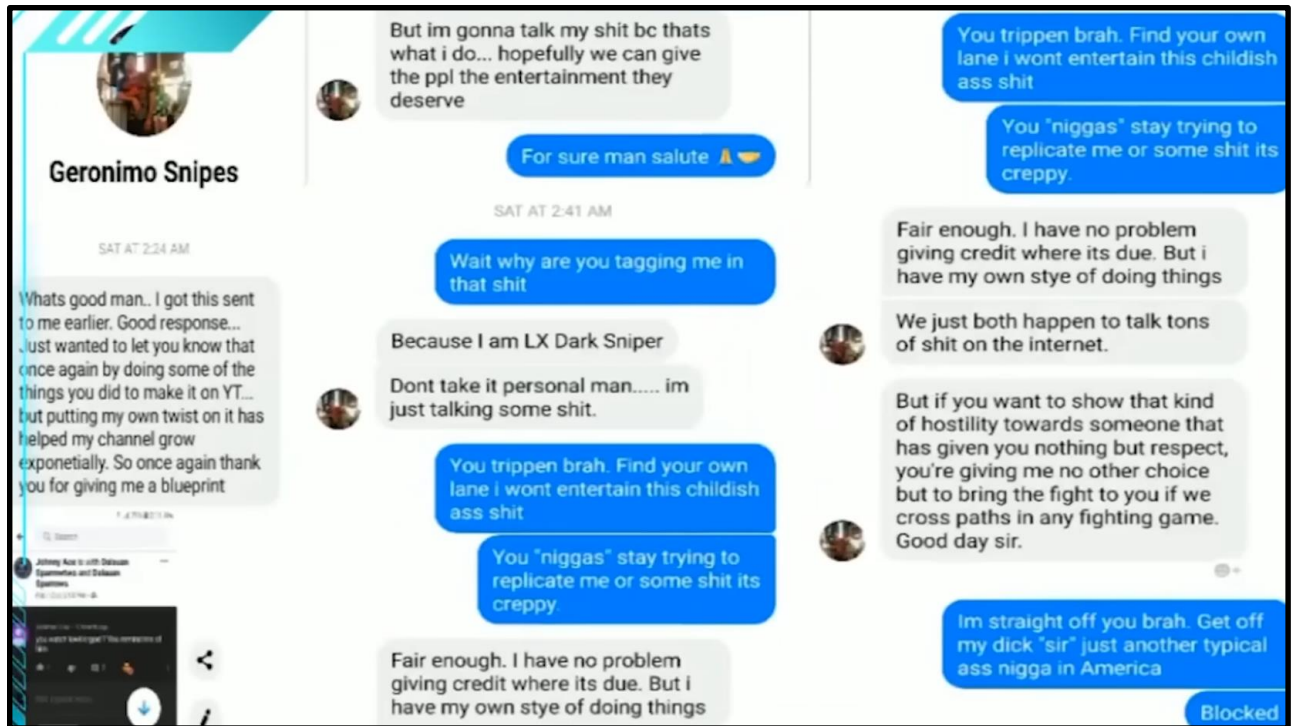 Geronimo Snipes
SAT AT 2:24 AM
Whats good man.. I got this sent
to me earlier. Good response...
Just wanted to let you know that
once again by doing some of the
things you did to make it on YT...
but putting my own twist on it has
helped my channel grow
exponetially. So once again thank
you for giving me a blueprint
Search
Johnny Ace is with Dolauan
Sparrows
But im gonna talk my shit bc thats
what i do... hopefully we can give
the ppl the entertainment they
deserve
For sure man salute
SAT AT 2:41 AM
Wait why are you tagging me in
that shit
Because I am LX Dark Sniper
Dont take it personal man..... im
just talking some shit.
You trippen brah. Find your own
lane i wont entertain this childish
ass shit
You "niggas" stay trying to
replicate me or some shit its
creppy.
Fair enough. I have no problem
giving credit where its due. But i
have my own stye of doing things
You trippen brah. Find your own
lane i wont entertain this childish
ass shit
You "niggas" stay trying to
replicate me or some shit its
creppy.
Fair enough. I have no problem
giving credit where its due. But i
have my own stye of doing things
We just both happen to talk tons
of shit on the internet.
But if you want to show that kind
of hostility towards someone that
has given you nothing but respect,
you're giving me no other choice
but to bring the fight to you if we
cross paths in any fighting game.
Good day sir.
Im straight off you brah. Get off
my dick "sir" just another typical
ass nigga in America
Blocked